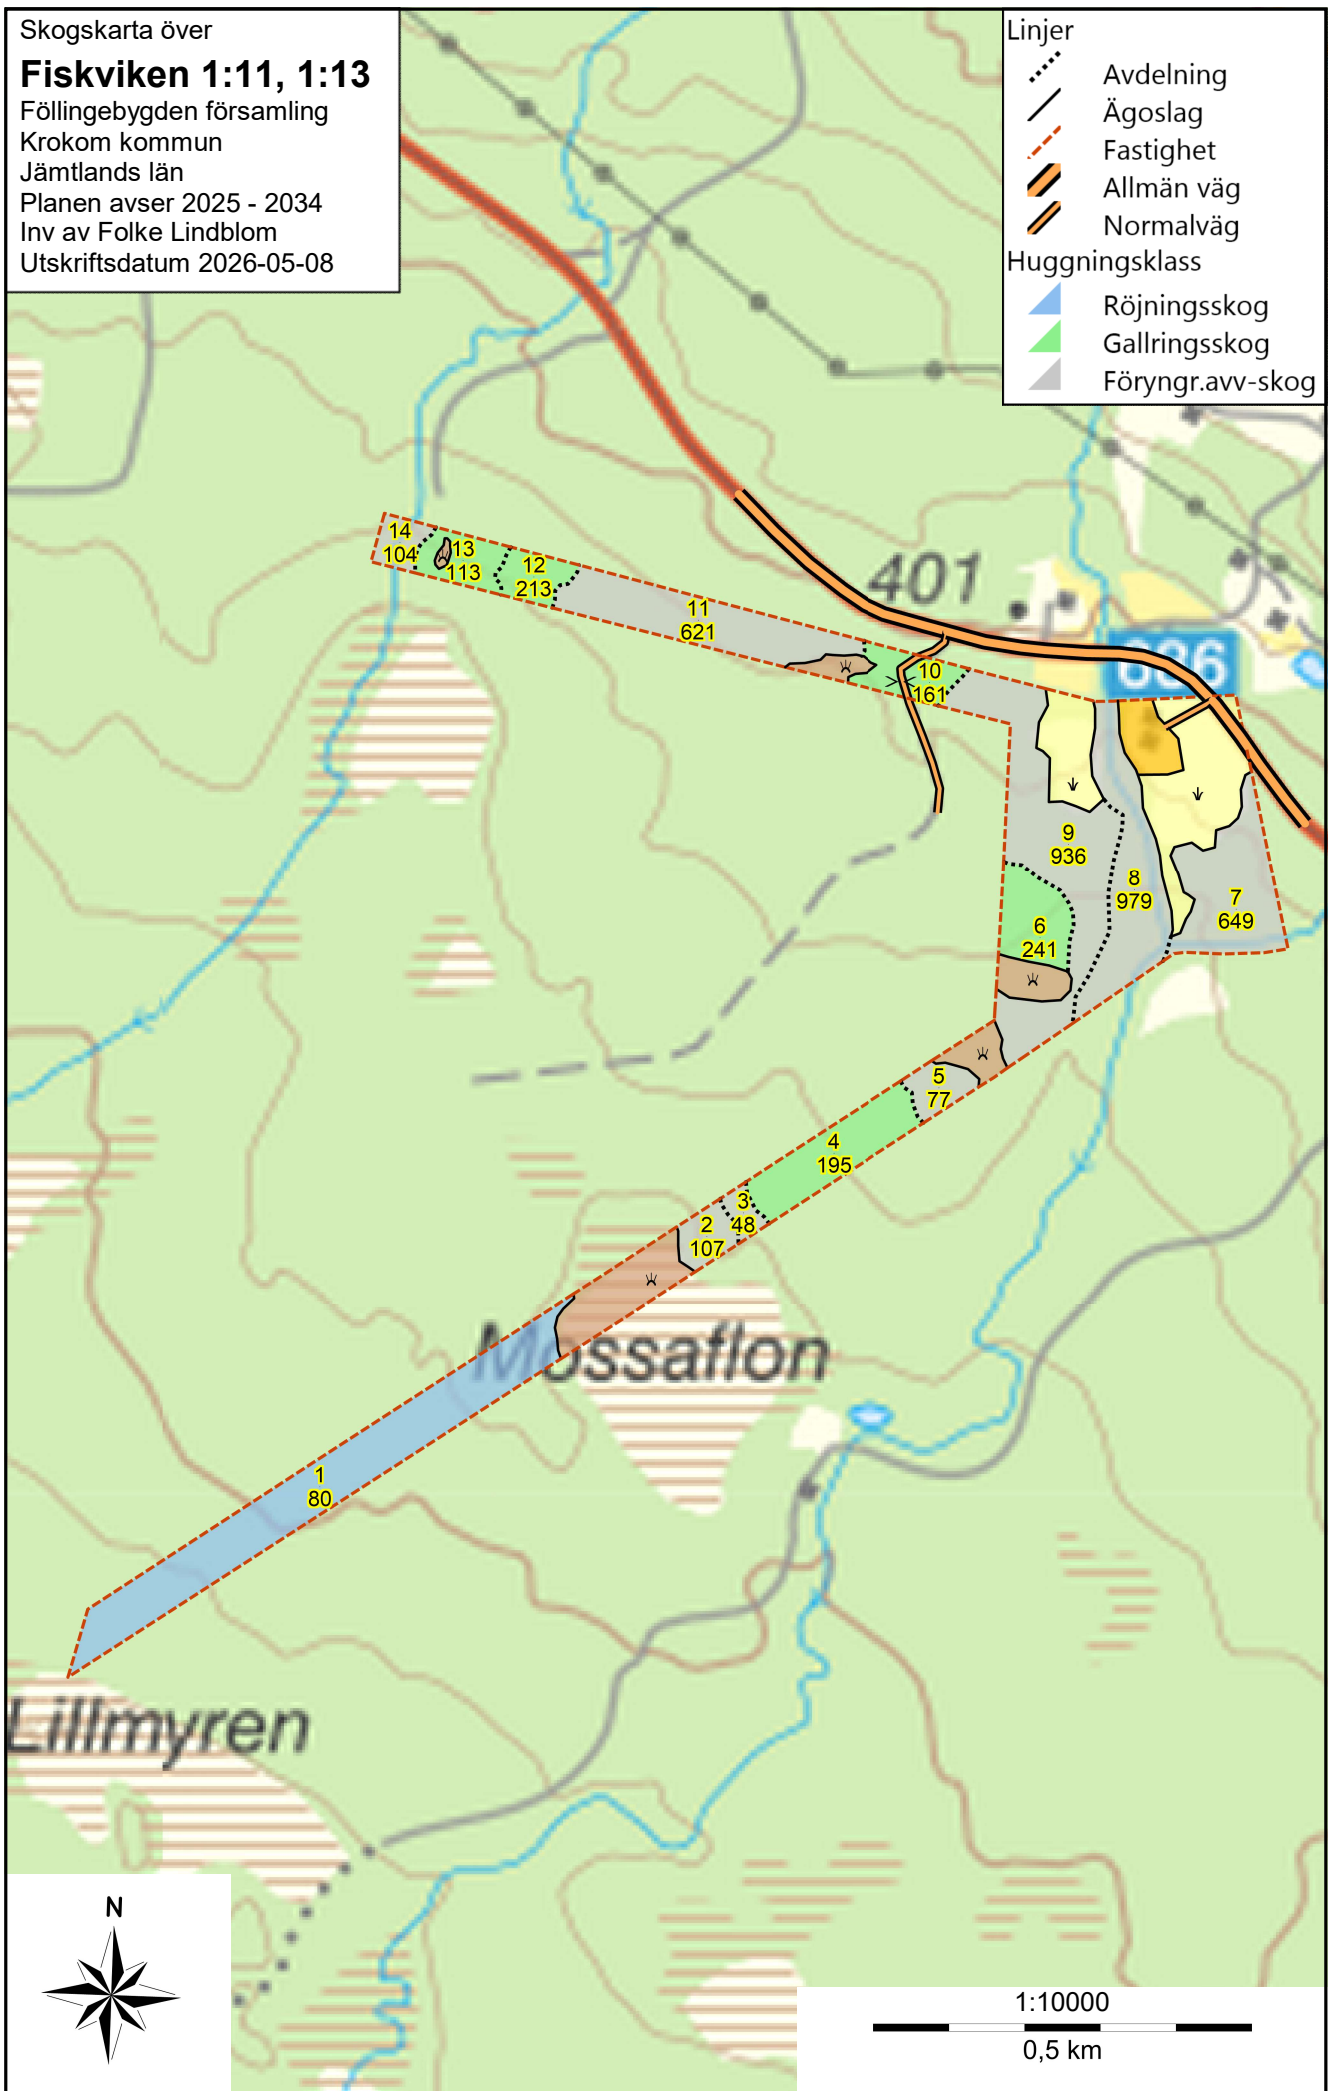 Skogskarta över
Fiskviken 1:11, 1:13
Föllingebygden församling
Krokom kommun
Jämtlands län
Planen avser 2025 - 2034
Inv av Folke Lindblom
Utskriftsdatum 2026-05-08
Linjer
Avdelning
Ägoslag
Fastighet
Allmän väg
Normalväg
Huggningsklass
Röjningsskog
Gallringsskog
Föryngr.avv-skog
14
104
13
113
12
213
11
621
401
10
161
686
9
936
8
979
7
649
6
241
5
77
4
195
3
48
2
107
Mossaflon
1
80
Lillmyren
N
1:10000
0,5 km